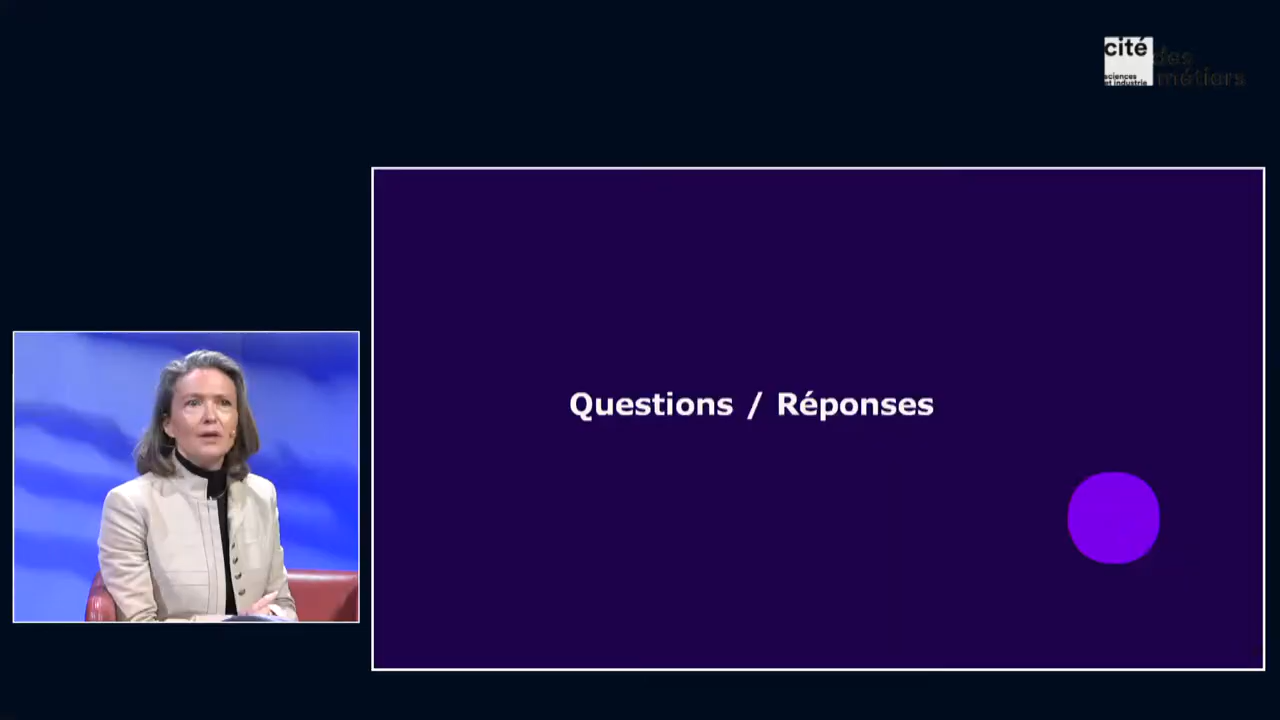 cité
des
sciences
métiers
et industrie
Questions / Réponses